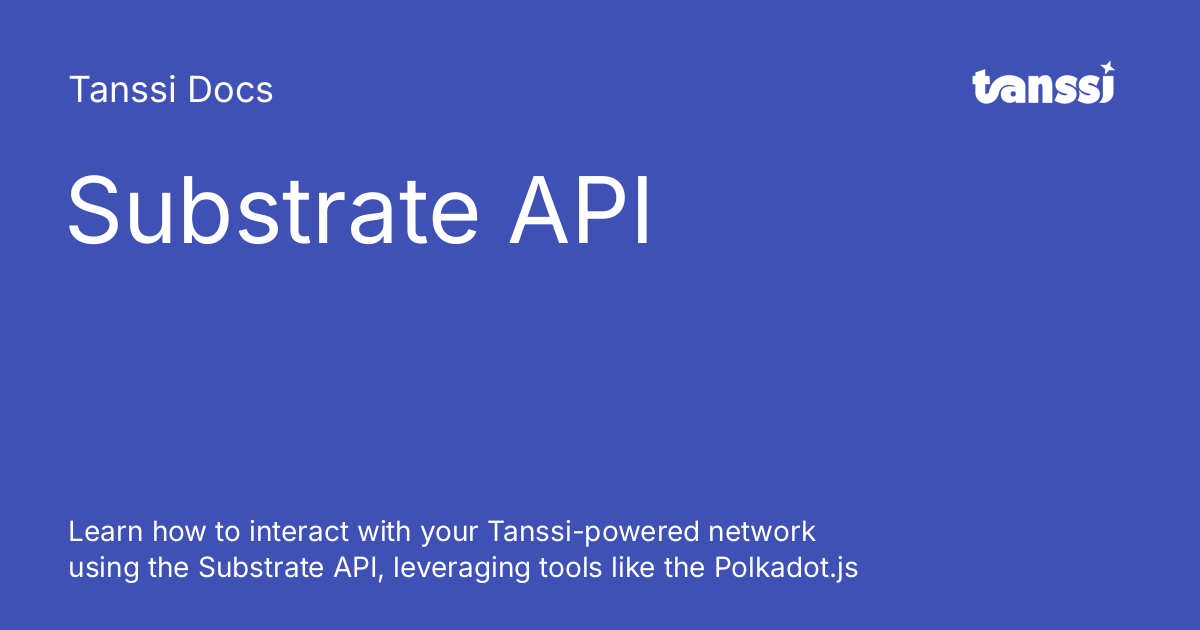 Tanssi Docs
tanssi
Substrate API
Learn how to interact with your Tanssi-powered network
using the Substrate API, leveraging tools like the Polkadot.js